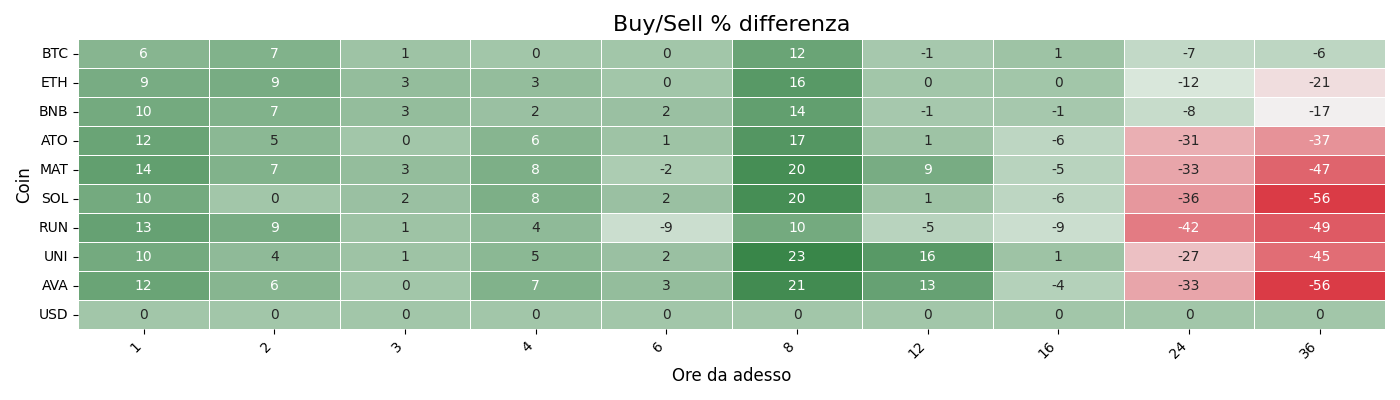 Buy/Sell % differenza
Coin
BTC 6 7 1 0 0 12 -1 1 -7 -6
ETH 9 9 3 3 0 16 0 0 -12 -21
BNB 10 7 3 2 2 14 -1 -1 -8 -17
ATO 12 5 0 6 1 17 1 -6 -31 -37
MAT 14 7 3 8 -2 20 9 -5 -33 -47
SOL 10 0 2 8 2 20 1 -6 -36 -56
RUN 13 9 1 4 -9 10 -5 -9 -42 -49
UNI 10 4 1 5 2 23 16 1 -27 -45
AVA 12 6 0 7 3 21 13 -4 -33 -56
USD 0 0 0 0 0 0 0 0 0 0
1 2 3 4 6 8 12 16 24 36
Ore da adesso